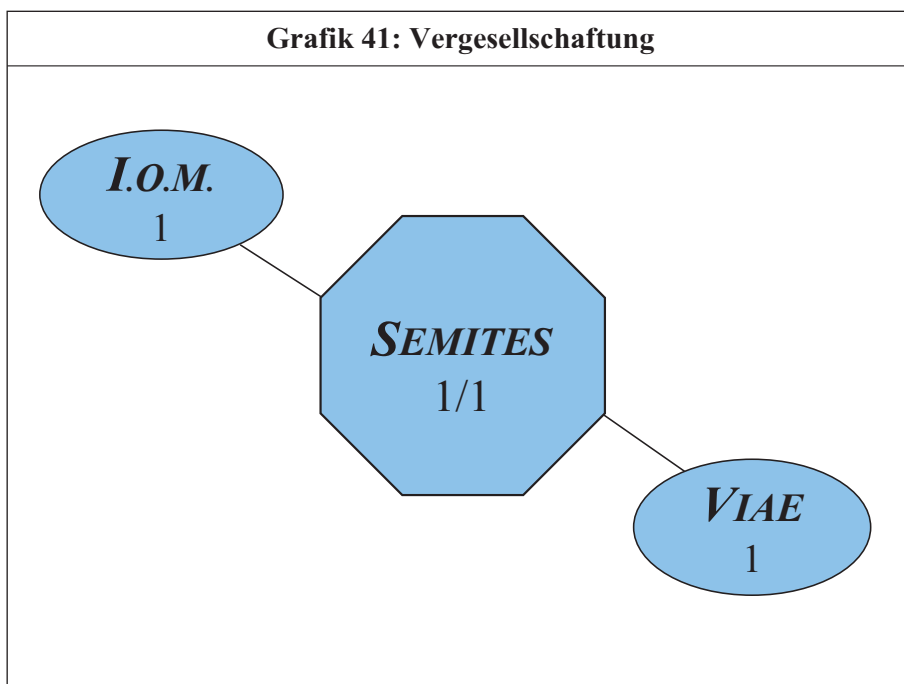 Grafik 41: Vergesellschaftung
I.O.M.
1
SEMITES
1/1
VIAE
1